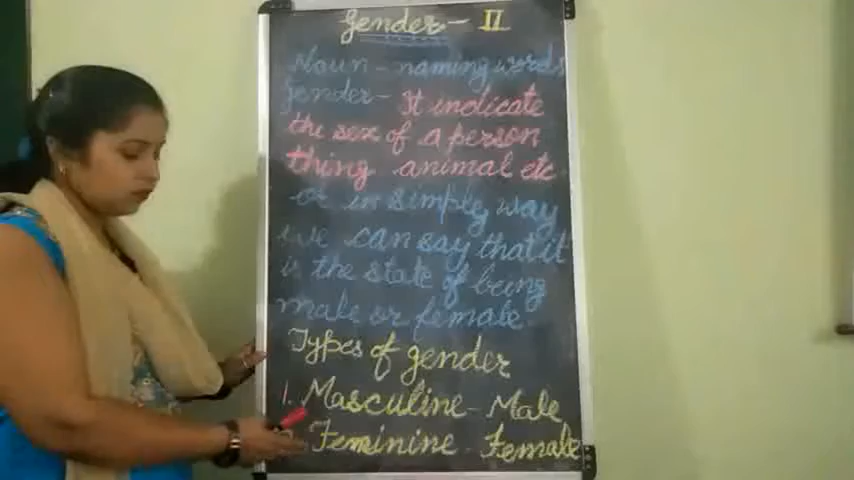 Gender - II
Noun - naming words
Gender - It indicate
the sex of a person
thing animal etc.
or in simply way
we can say that it
is the state of being
male or female.
Types of gender
1. Masculine - Male
2. Feminine - Female